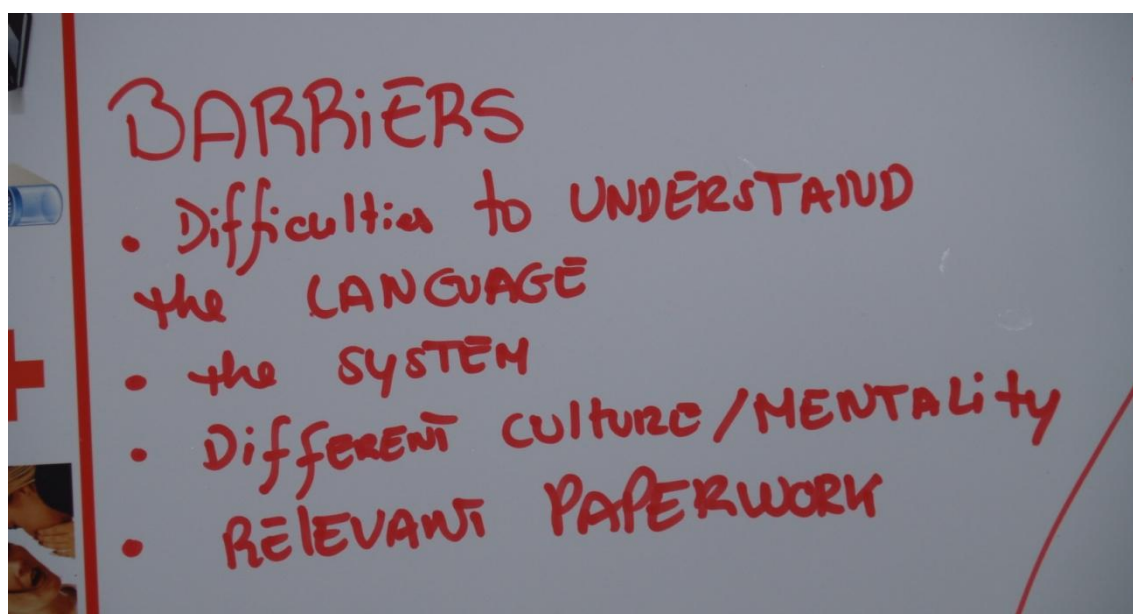 BARRiERS
• Difficulties to UNDERSTAND
the LANGUAGE
• the SYSTEM
• DiffERENT CULTURE/MENTALity
• RELEVANT PAPERWORK